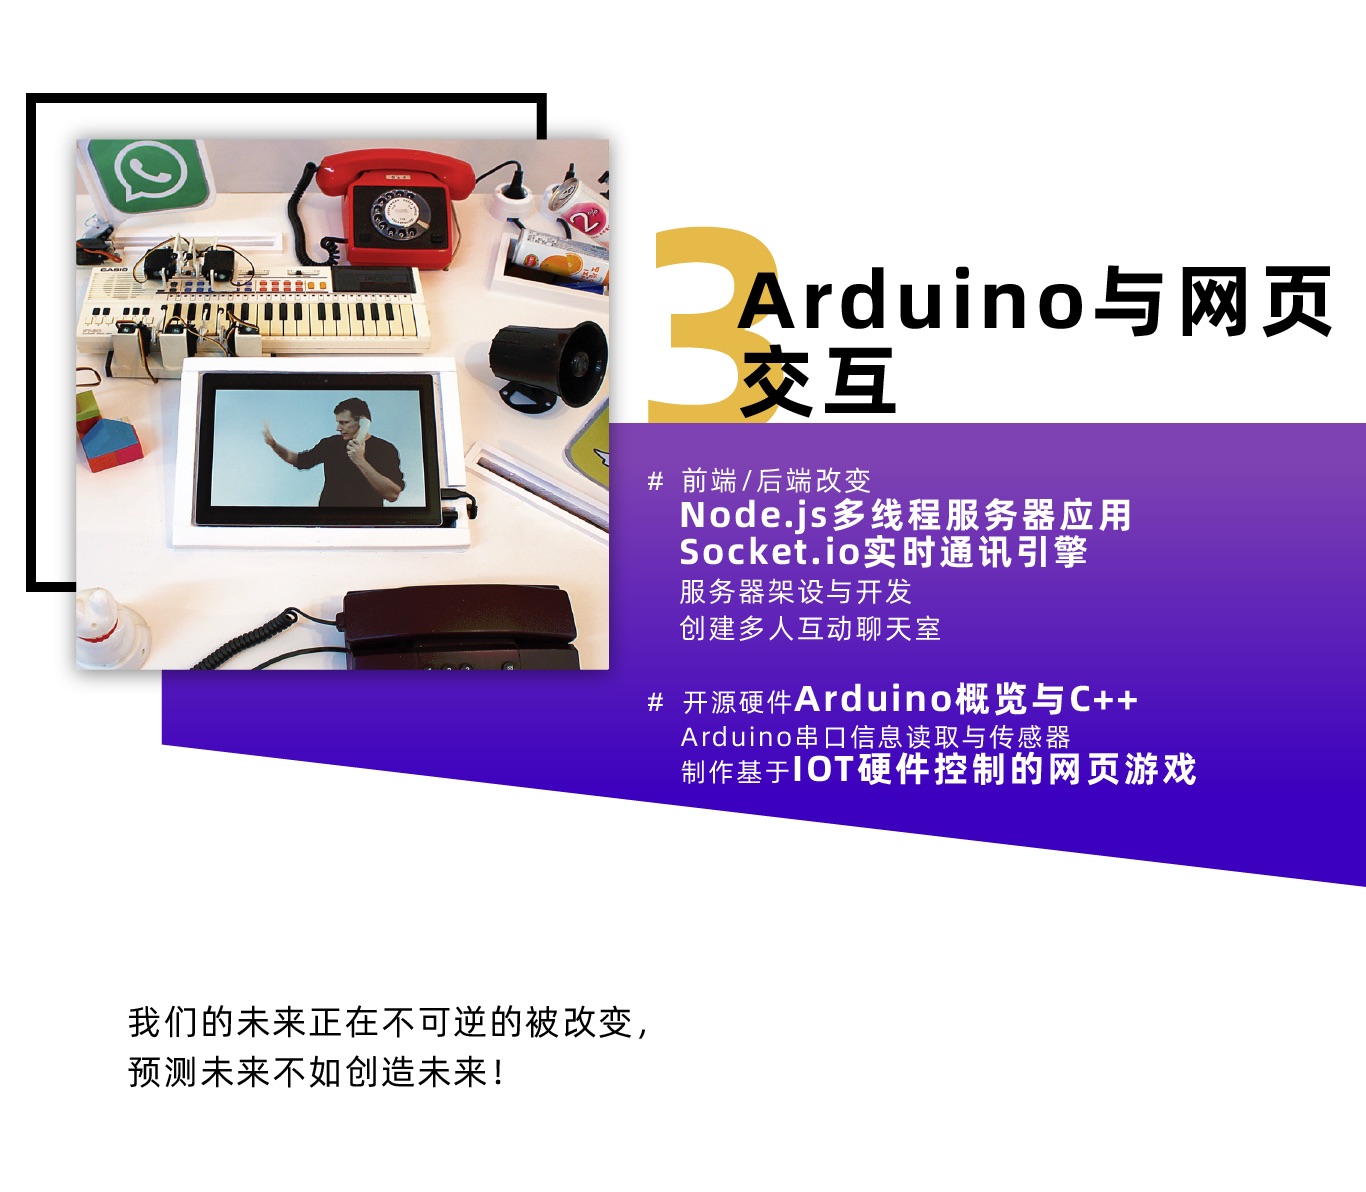 3
Arduino与网页
交互
# 前端/后端改变
Node.js多线程服务器应用
Socket.io实时通讯引擎
服务器架设与开发
创建多人互动聊天室
# 开源硬件Arduino概览与C++
Arduino串口信息读取与传感器
制作基于IOT硬件控制的网页游戏
CASIO
我们的未来正在不可逆的被改变，
预测未来不如创造未来！